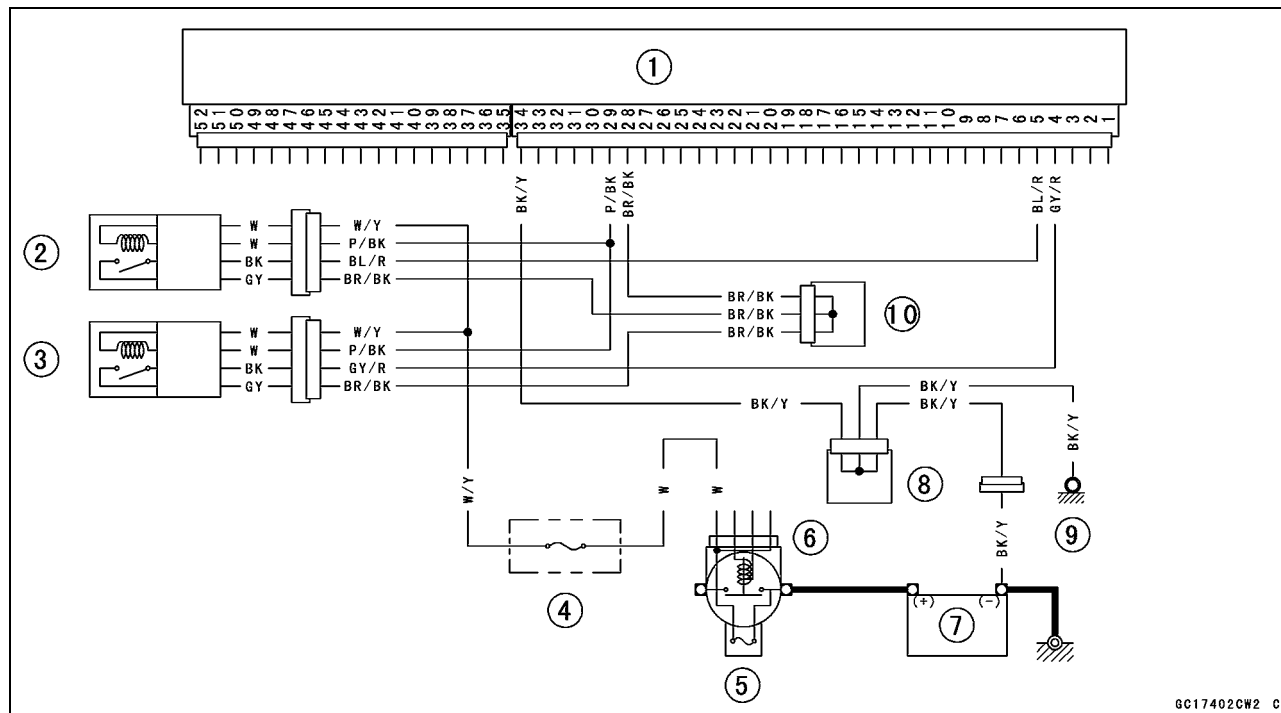 1
52 51 50 49 48 47 46 45 44 43 42 41 40 39 38 37 36 35 34 33 32 31 30 29 28 27 26 25 24 23 22 21 20 19 18 17 16 15 14 13 12 11 10 9 8 7 6 5 4 3 2 1
BK/Y P/BK BR/BK BL/R GY/R
2
W W/Y
W P/BK
BK BL/R
GY BR/BK
BR/BK
BR/BK
BR/BK
10
3
W W/Y
W P/BK
BK GY/R
GY BR/BK
BK/Y
BK/Y
BK/Y
BK/Y
8
W/Y
W
W
6
9
BK/Y
4
(+) (-)
7
5
GC17402CW2 C